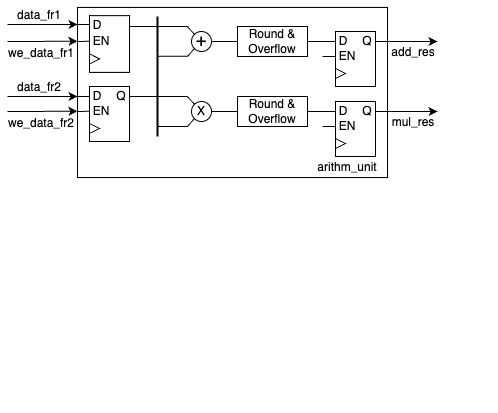 data_fr1
D
EN
we_data_fr1
+
Round &
Overflow
D Q
EN
add_res
data_fr2
D Q
EN
we_data_fr2
X
Round &
Overflow
D Q
EN
mul_res
arithm_unit